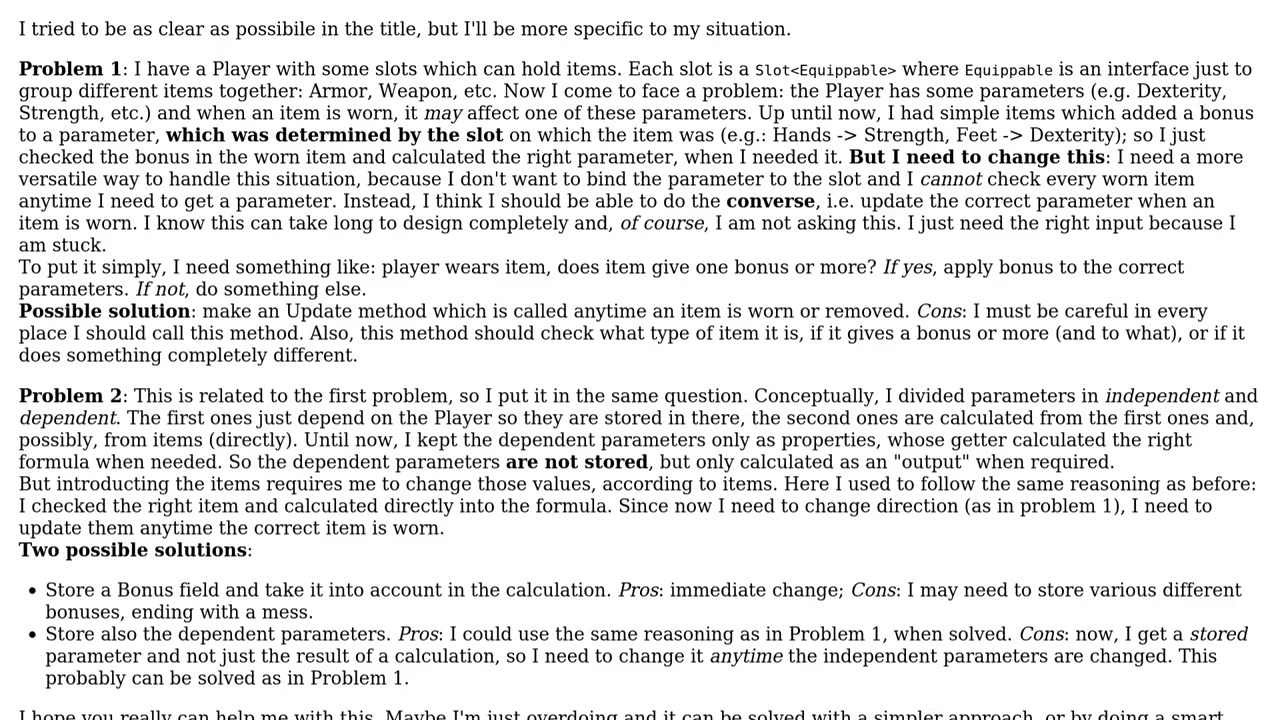 I tried to be as clear as possibile in the title, but I'll be more specific to my situation.
Problem 1: I have a Player with some slots which can hold items. Each slot is a Slot<Equippable> where Equippable is an interface just to
group different items together: Armor, Weapon, etc. Now I come to face a problem: the Player has some parameters (e.g. Dexterity,
Strength, etc.) and when an item is worn, it may affect one of these parameters. Up until now, I had simple items which added a bonus
to a parameter, which was determined by the slot on which the item was (e.g.: Hands -> Strength, Feet -> Dexterity); so I just
checked the bonus in the worn item and calculated the right parameter, when I needed it. But I need to change this: I need a more
versatile way to handle this situation, because I don't want to bind the parameter to the slot and I cannot check every worn item
anytime I need to get a parameter. Instead, I think I should be able to do the converse, i.e. update the correct parameter when an
item is worn. I know this can take long to design completely and, of course, I am not asking this. I just need the right input because I
am stuck.
To put it simply, I need something like: player wears item, does item give one bonus or more? If yes, apply bonus to the correct
parameters. If not, do something else.
Possible solution: make an Update method which is called anytime an item is worn or removed. Cons: I must be careful in every
place I should call this method. Also, this method should check what type of item it is, if it gives a bonus or more (and to what), or if it
does something completely different.
Problem 2: This is related to the first problem, so I put it in the same question. Conceptually, I divided parameters in independent and
dependent. The first ones just depend on the Player so they are stored in there, the second ones are calculated from the first ones and,
possibly, from items (directly). Until now, I kept the dependent parameters only as properties, whose getter calculated the right
formula when needed. So the dependent parameters are not stored, but only calculated as an "output" when required.
But introducting the items requires me to change those values, according to items. Here I used to follow the same reasoning as before:
I checked the right item and calculated directly into the formula. Since now I need to change direction (as in problem 1), I need to
update them anytime the correct item is worn.
Two possible solutions:
• Store a Bonus field and take it into account in the calculation. Pros: immediate change; Cons: I may need to store various different
bonuses, ending with a mess.
• Store also the dependent parameters. Pros: I could use the same reasoning as in Problem 1, when solved. Cons: now, I get a stored
parameter and not just the result of a calculation, so I need to change it anytime the independent parameters are changed. This
probably can be solved as in Problem 1.
I hope you really can help me with this. Maybe I'm just overdoing and it can be solved with a simpler approach, or by doing a smart